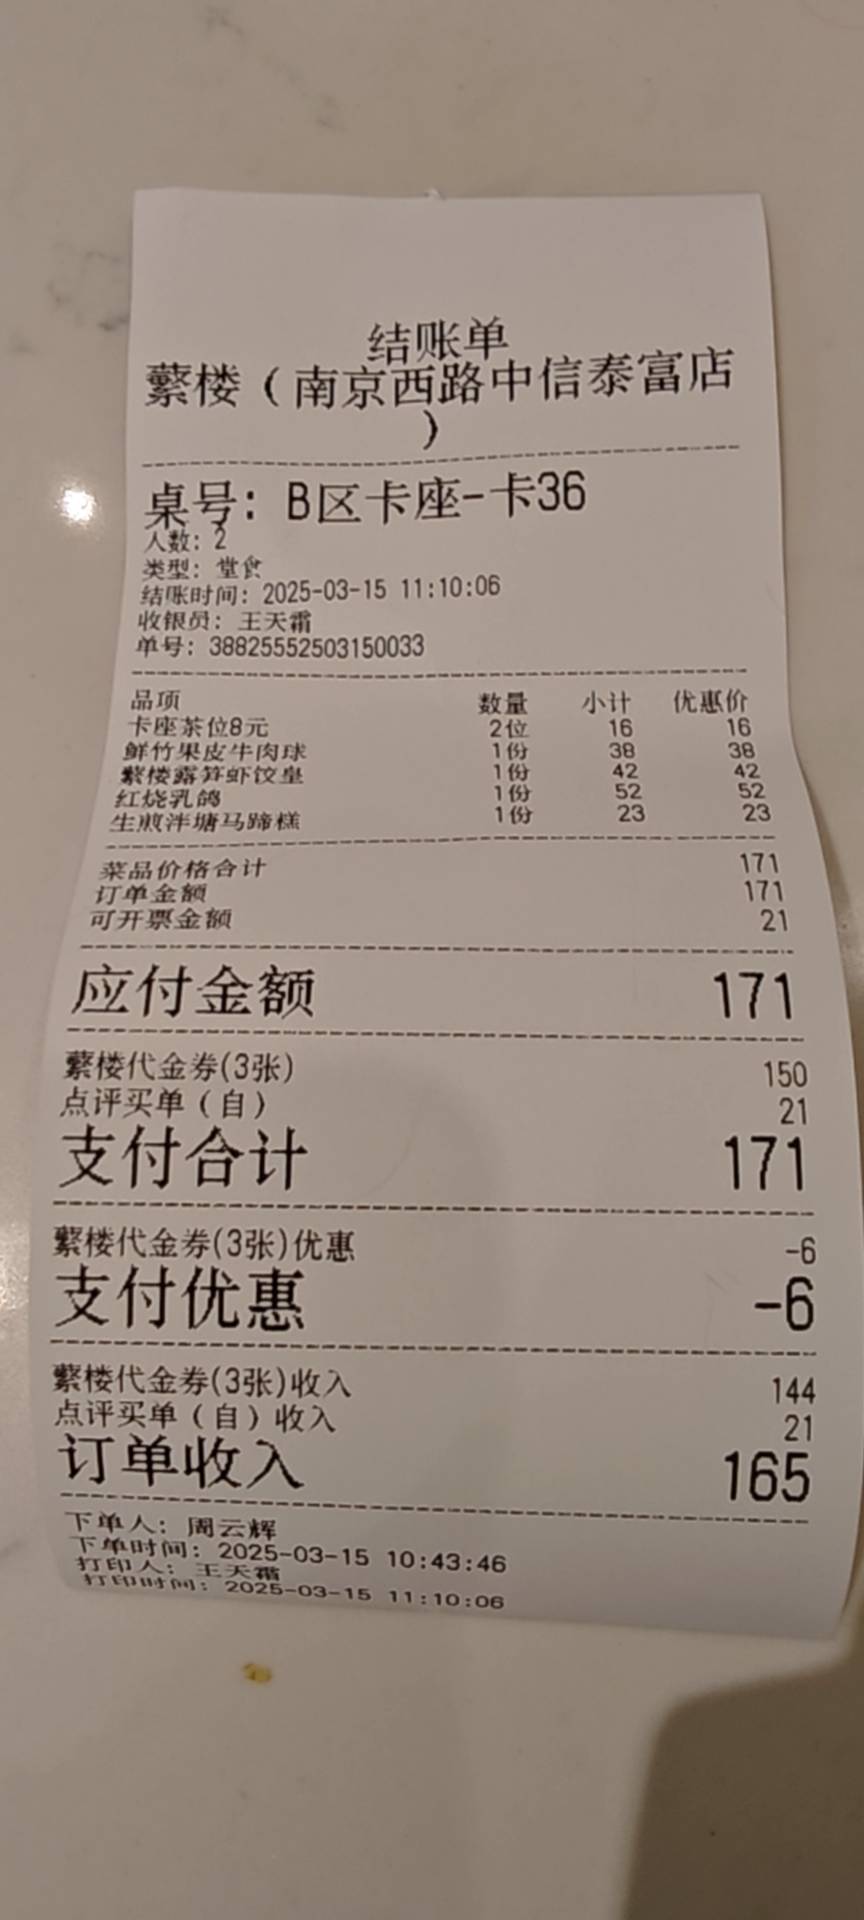 结账单
蘩楼（南京西路中信泰富店
）
桌号：B区卡座-卡36
人数：2
类型：堂食
结账时间：2025-03-15 11:10:06
收银员：王天霜
单号：38825552503150033
品项 数量 小计 优惠价
卡座茶位8元 2位 16 16
鲜竹果皮牛肉球 1份 38 38
蘩楼露笋虾饺皇 1份 42 42
红烧乳鸽 1份 52 52
生煎泮塘马蹄糕 1份 23 23
菜品价格合计 171
订单金额 171
可开票金额 21
应付金额 171
蘩楼代金券(3张) 150
点评买单（自） 21
支付合计 171
蘩楼代金券(3张)优惠 -6
支付优惠 -6
蘩楼代金券(3张)收入 144
点评买单（自）收入 21
订单收入 165
下单人：周云辉
下单时间：2025-03-15 10:43:46
打印人：王天霜
打印时间：2025-03-15 11:10:06